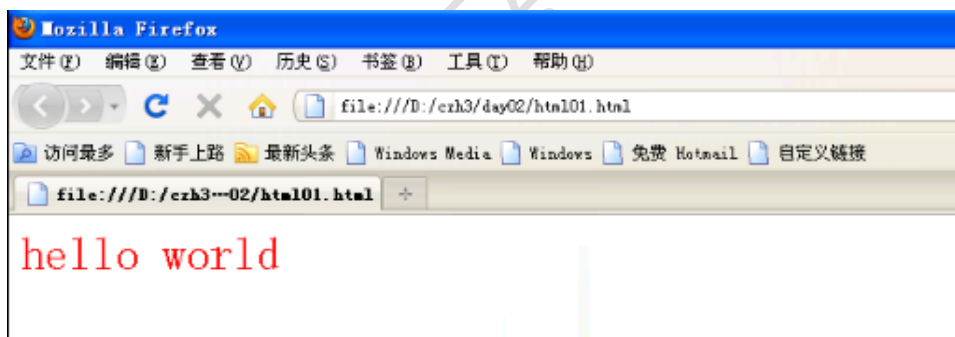 Mozilla Firefox
文件(F) 编辑(E) 查看(V) 历史(S) 书签(B) 工具(T) 帮助(H)
file:///D:/czh3/day02/html01.html
访问最多 新手上路 最新头条 Windows Media Windows 免费 Hotmail 自定义链接
file:///D:/czh3···02/html01.html
hello world